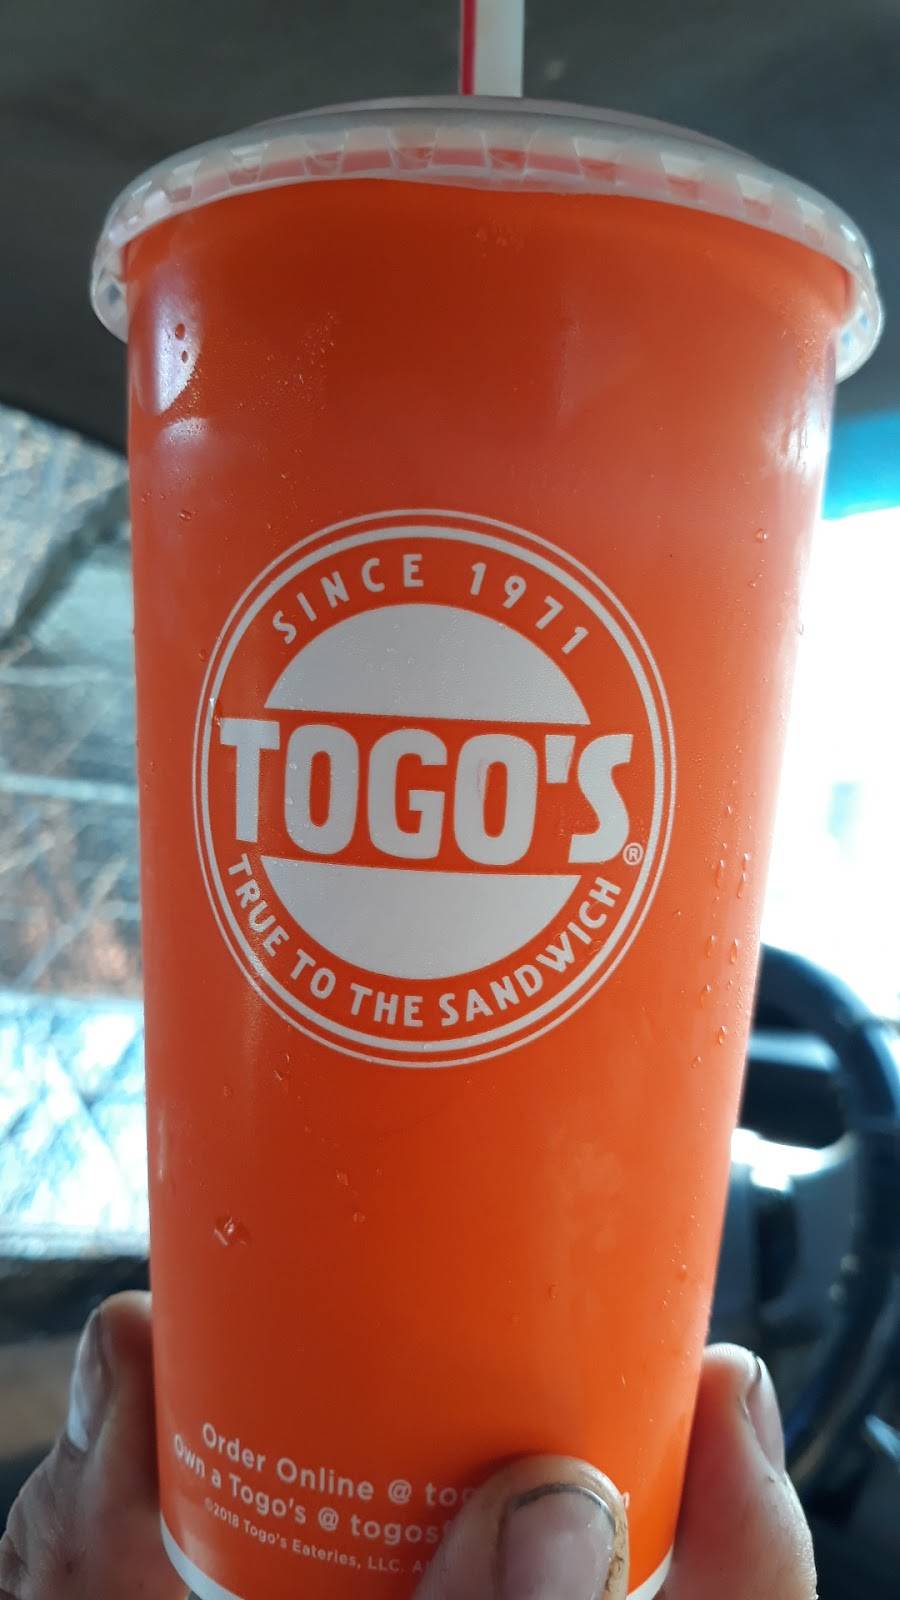 SINCE 1971
TOGO'S®
TRUE TO THE SANDWICH
Order Online @
Own a Togo's @
©2018 Togo's Eateries, LLC.